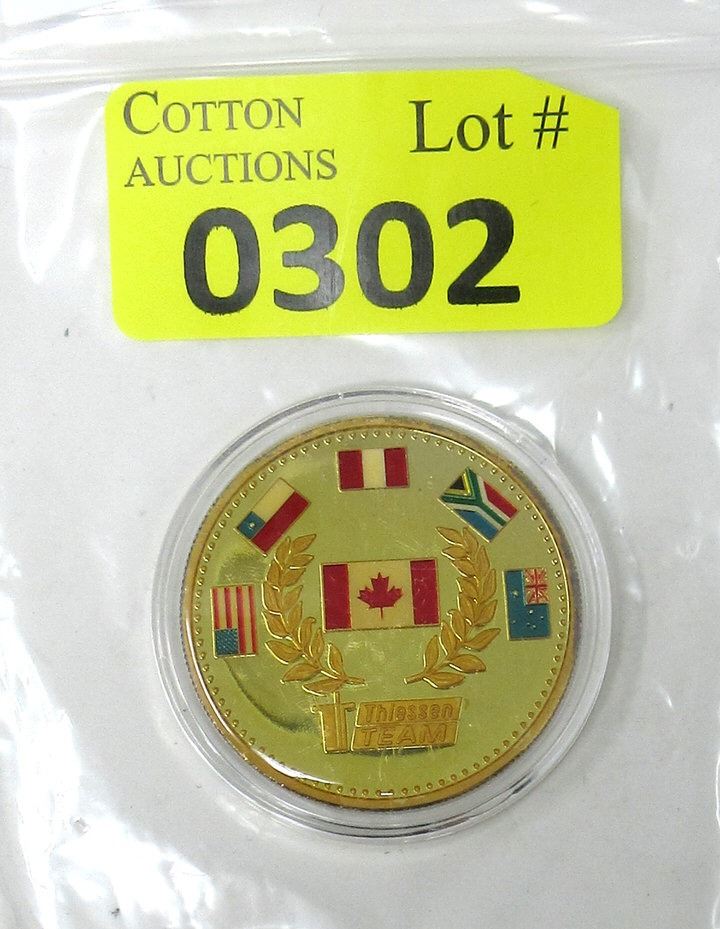 COTTON
AUCTIONS
Lot #
0302
Thiessen
TEAM